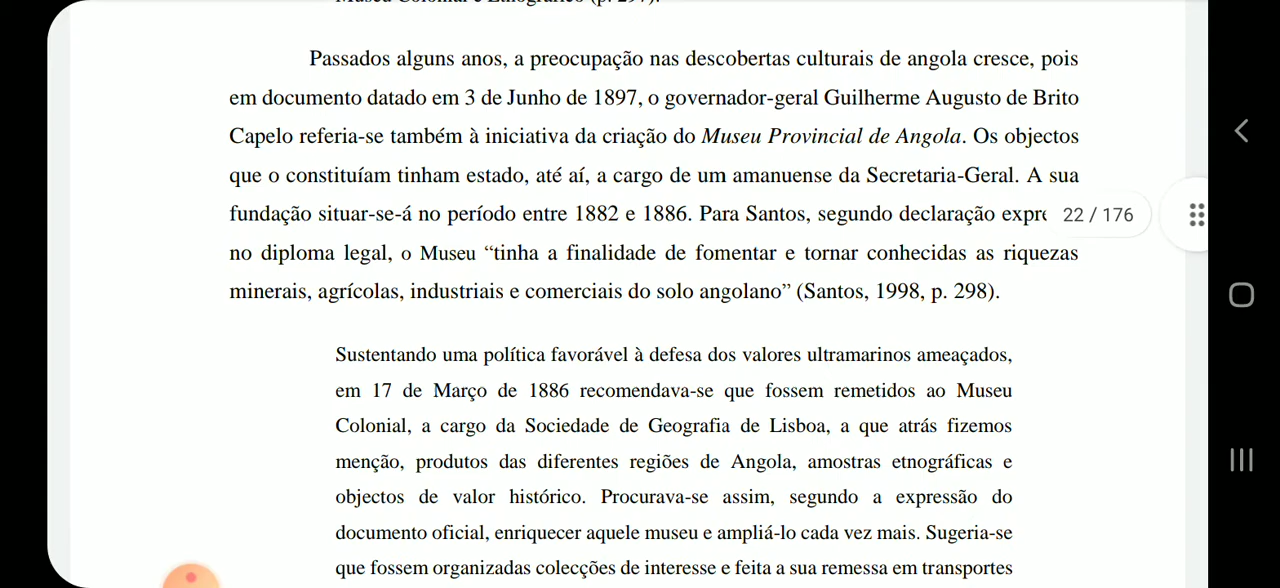 Passados alguns anos, a preocupação nas descobertas culturais de angola cresce, pois
em documento datado em 3 de Junho de 1897, o governador-geral Guilherme Augusto de Brito
Capelo referia-se também à iniciativa da criação do Museu Provincial de Angola. Os objectos
que o constituíam tinham estado, até aí, a cargo de um amanuense da Secretaria-Geral. A sua
fundação situar-se-á no período entre 1882 e 1886. Para Santos, segundo declaração
22 / 176
no diploma legal, o Museu “tinha a finalidade de fomentar e tornar conhecidas as riquezas
minerais, agrícolas, industriais e comerciais do solo angolano” (Santos, 1998, p. 298).
Sustentando uma política favorável à defesa dos valores ultramarinos ameaçados,
em 17 de Março de 1886 recomendava-se que fossem remetidos ao Museu
Colonial, a cargo da Sociedade de Geografia de Lisboa, a que atrás fizemos
menção, produtos das diferentes regiões de Angola, amostras etnográficas e
objectos de valor histórico. Procurava-se assim, segundo a expressão do
documento oficial, enriquecer aquele museu e ampliá-lo cada vez mais. Sugeria-se
que fossem organizadas colecções de interesse e feita a sua remessa em transportes